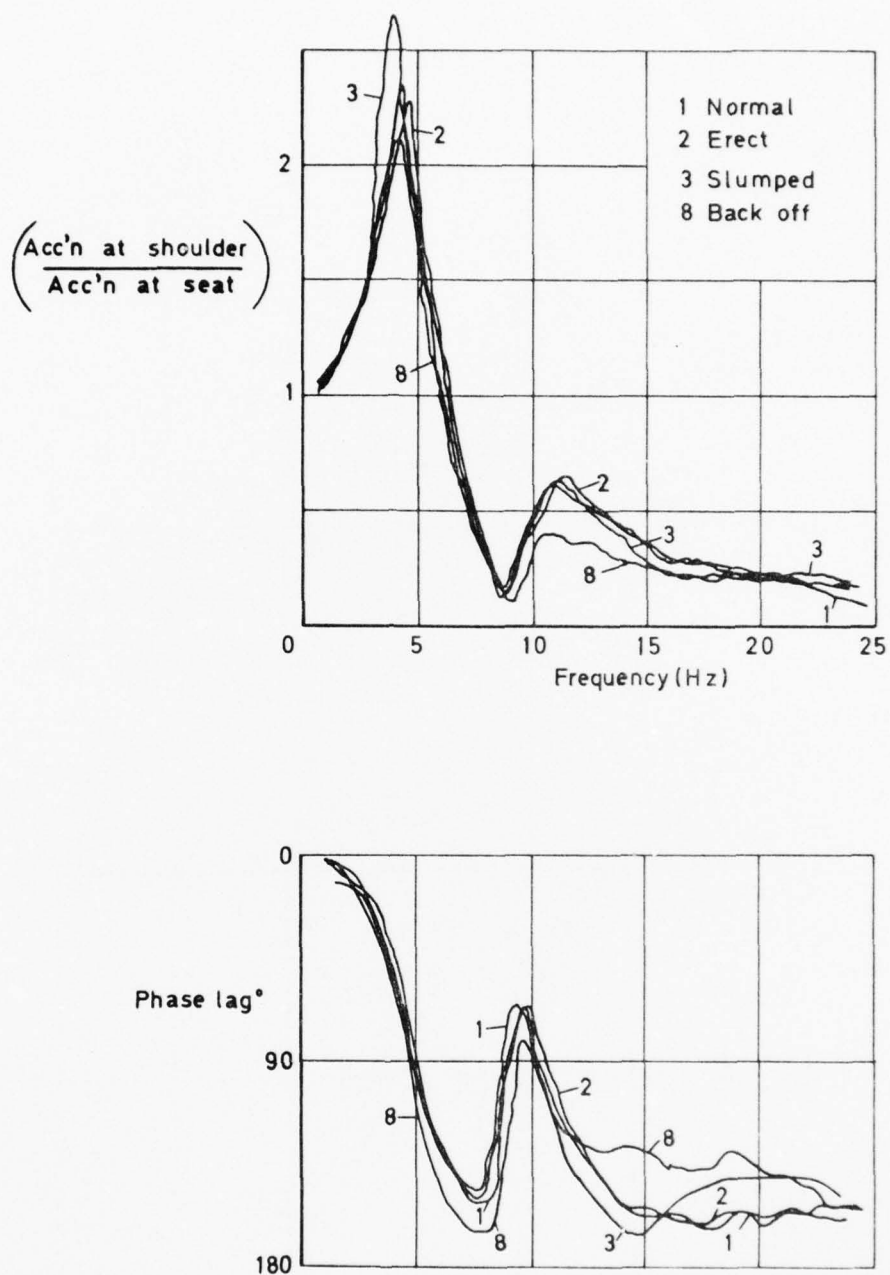 1 Normal
2 Erect
3 Slumped
8 Back off
3
2
2
(Acc'n at shoulder
Acc'n at seat)
8
1
2
3
3
8
1
0 5 10 15 20 25
Frequency (Hz)
0
1
Phase lag°
90
2
8
8
2
1
8
3
1
180